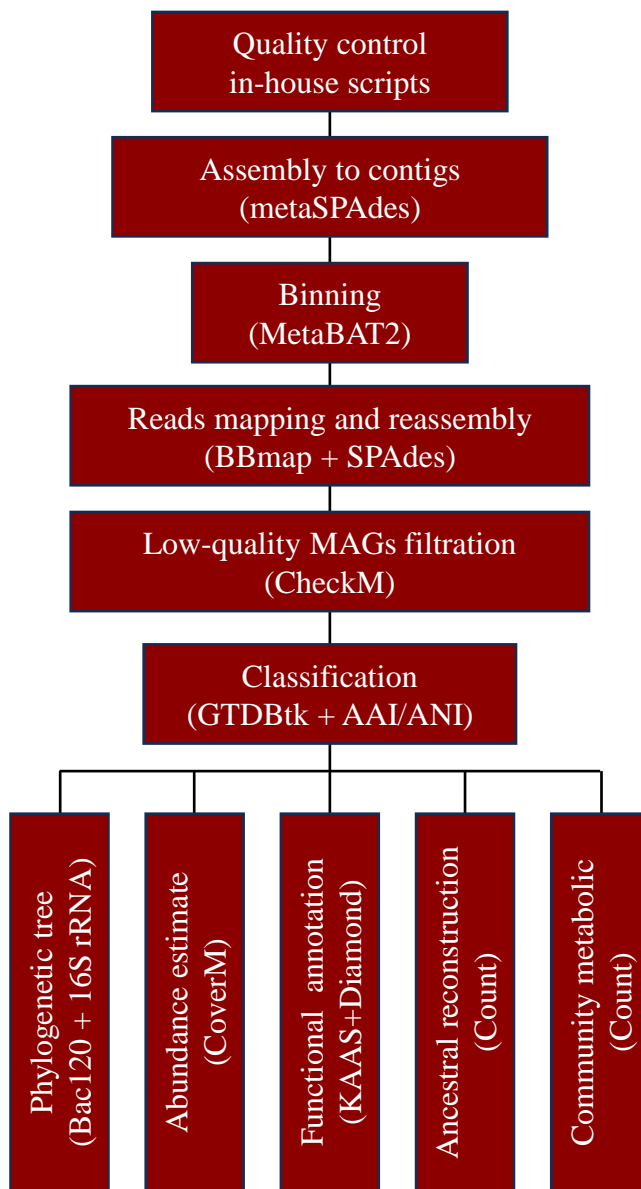 Quality control
in-house scripts
Assembly to contigs
(metaSPAdes)
Binning
(MetaBAT2)
Reads mapping and reassembly
(BBmap + SPAdes)
Low-quality MAGs filtration
(CheckM)
Classification
(GTDBtk + AAI/ANI)
Phylogenetic tree
(Bac120 + 16S rRNA)
Abundance estimate
(CoverM)
Functional annotation
(KAAS+Diamond)
Ancestral reconstruction
(Count)
Community metabolic
(Count)